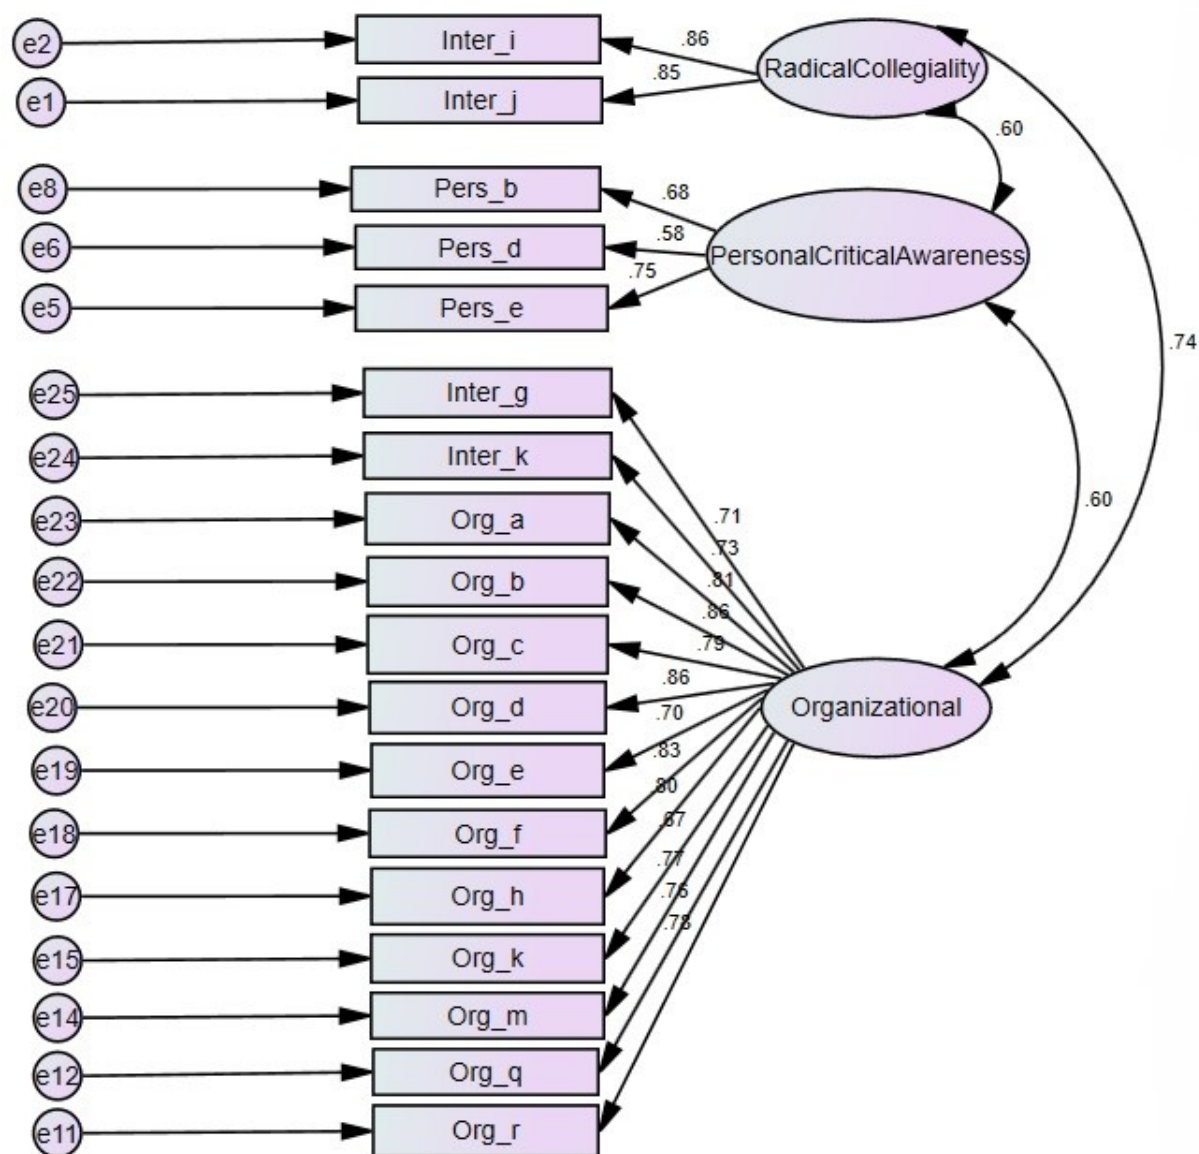 e2 Inter_i .86 RadicalCollegiality
e1 Inter_j .85
.60
e8 Pers_b .68
e6 Pers_d .58 PersonalCriticalAwareness
e5 Pers_e .75
.74
e25 Inter_g
e24 Inter_k
.60
e23 Org_a .71
.73
e22 Org_b .81
.86
e21 Org_c .79
e20 Org_d .86 Organizational
.70
e19 Org_e .83
.80
e18 Org_f
.77
e17 Org_h .76
.78
e15 Org_k
e14 Org_m
e12 Org_q
e11 Org_r